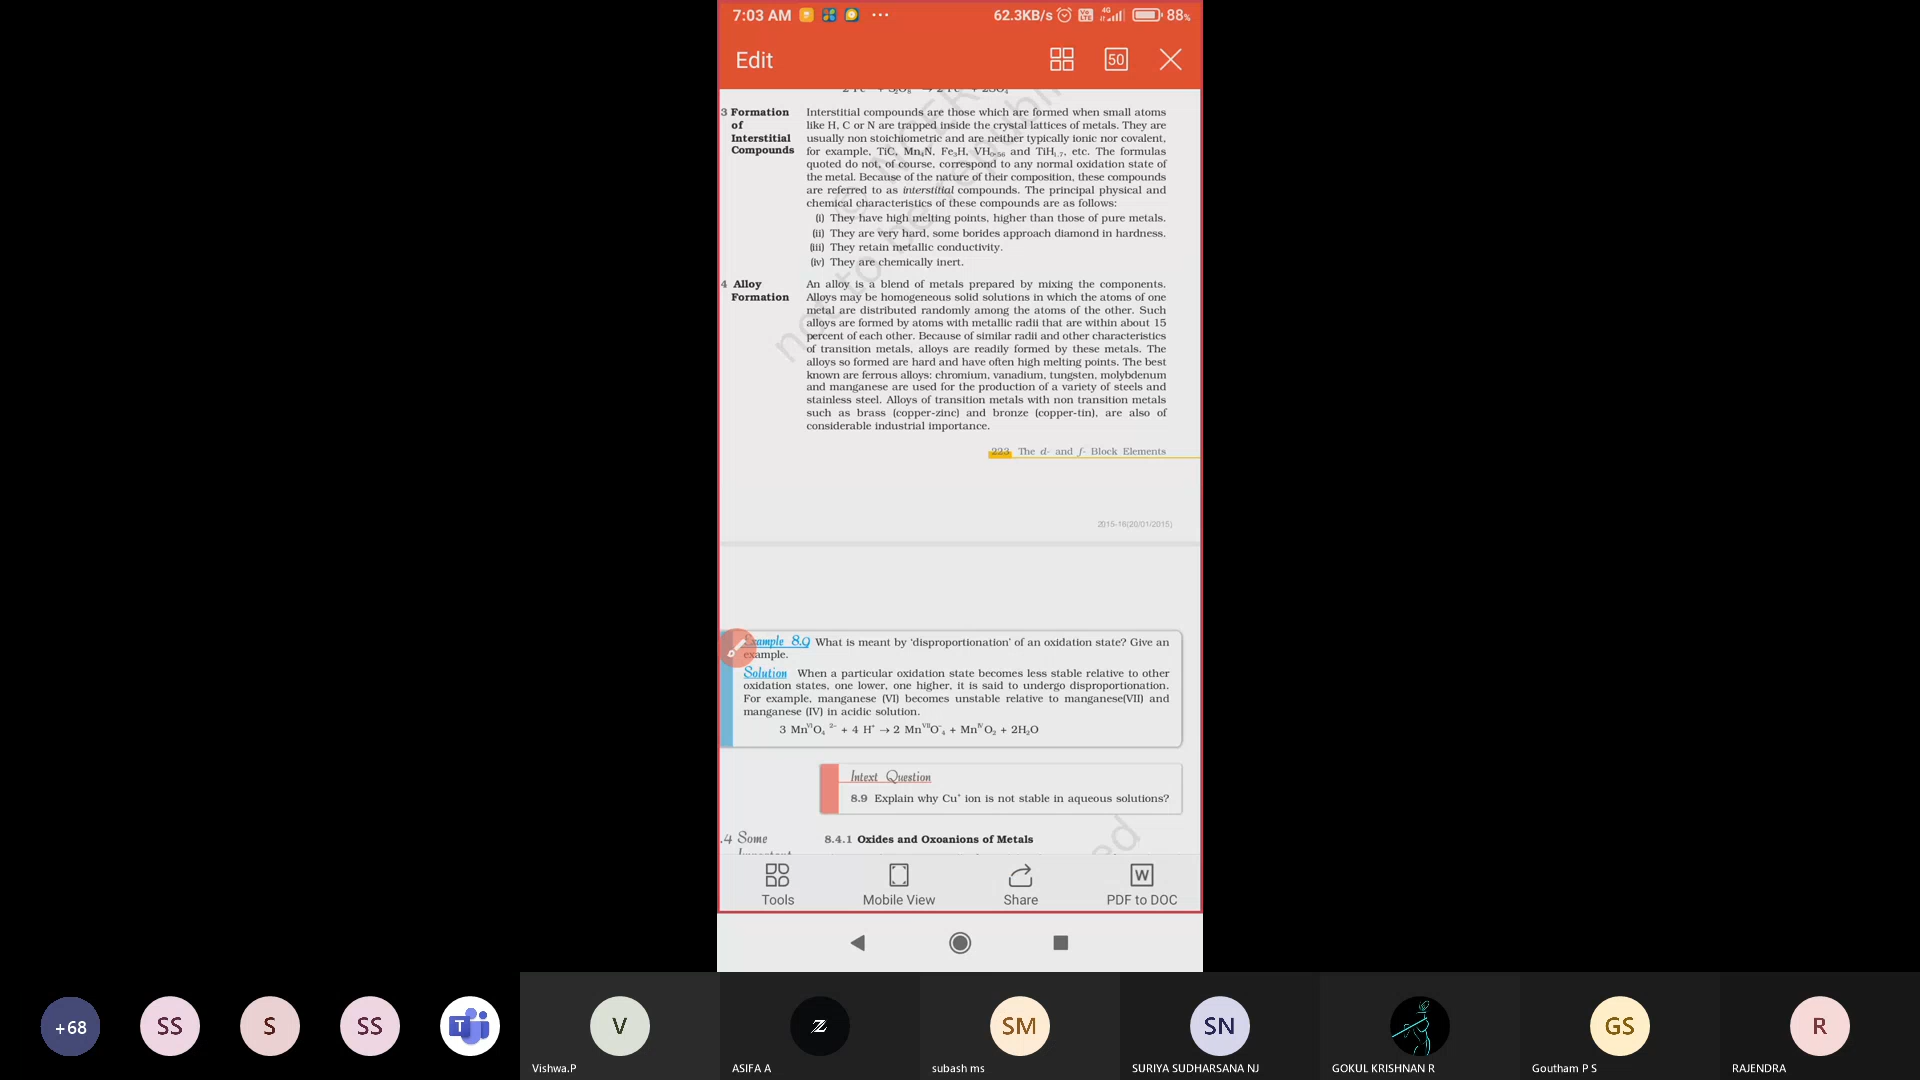 7:03 AM ... 62.3KB/s Vo LTE 4G 88%
Edit 50
3 Formation
of
Interstitial
Compounds
Interstitial compounds are those which are formed when small atoms
like H, C or N are trapped inside the crystal lattices of metals. They are
usually non stoichiometric and are neither typically ionic nor covalent,
for example, TiC, Mn₄N, Fe₃H, VH₀.₅₆ and TiH₁.₇, etc. The formulas
quoted do not, of course, correspond to any normal oxidation state of
the metal. Because of the nature of their composition, these compounds
are referred to as interstitial compounds. The principal physical and
chemical characteristics of these compounds are as follows:
(i) They have high melting points, higher than those of pure metals.
(ii) They are very hard, some borides approach diamond in hardness.
(iii) They retain metallic conductivity.
(iv) They are chemically inert.
4 Alloy
Formation
An alloy is a blend of metals prepared by mixing the components.
Alloys may be homogeneous solid solutions in which the atoms of one
metal are distributed randomly among the atoms of the other. Such
alloys are formed by atoms with metallic radii that are within about 15
percent of each other. Because of similar radii and other characteristics
of transition metals, alloys are readily formed by these metals. The
alloys so formed are hard and have often high melting points. The best
known are ferrous alloys: chromium, vanadium, tungsten, molybdenum
and manganese are used for the production of a variety of steels and
stainless steel. Alloys of transition metals with non transition metals
such as brass (copper-zinc) and bronze (copper-tin), are also of
considerable industrial importance.
223 The d- and f- Block Elements
2015-16(20/01/2015)
Example 8.9 What is meant by 'disproportionation' of an oxidation state? Give an
example.
Solution When a particular oxidation state becomes less stable relative to other
oxidation states, one lower, one higher, it is said to undergo disproportionation.
For example, manganese (VI) becomes unstable relative to manganese(VII) and
manganese (IV) in acidic solution.
3 Mn^VI O₄ ²⁻ + 4 H⁺ → 2 Mn^VII O⁻₄ + Mn^IV O₂ + 2H₂O
Intext Question
8.9 Explain why Cu⁺ ion is not stable in aqueous solutions?
.4 Some
8.4.1 Oxides and Oxoanions of Metals
Tools Mobile View Share PDF to DOC
+68 SS S SS T V Z SM SN GS R
Vishwa.P ASIFA A subash ms SURIYA SUDHARSANA NJ GOKUL KRISHNAN R Goutham P S RAJENDRA